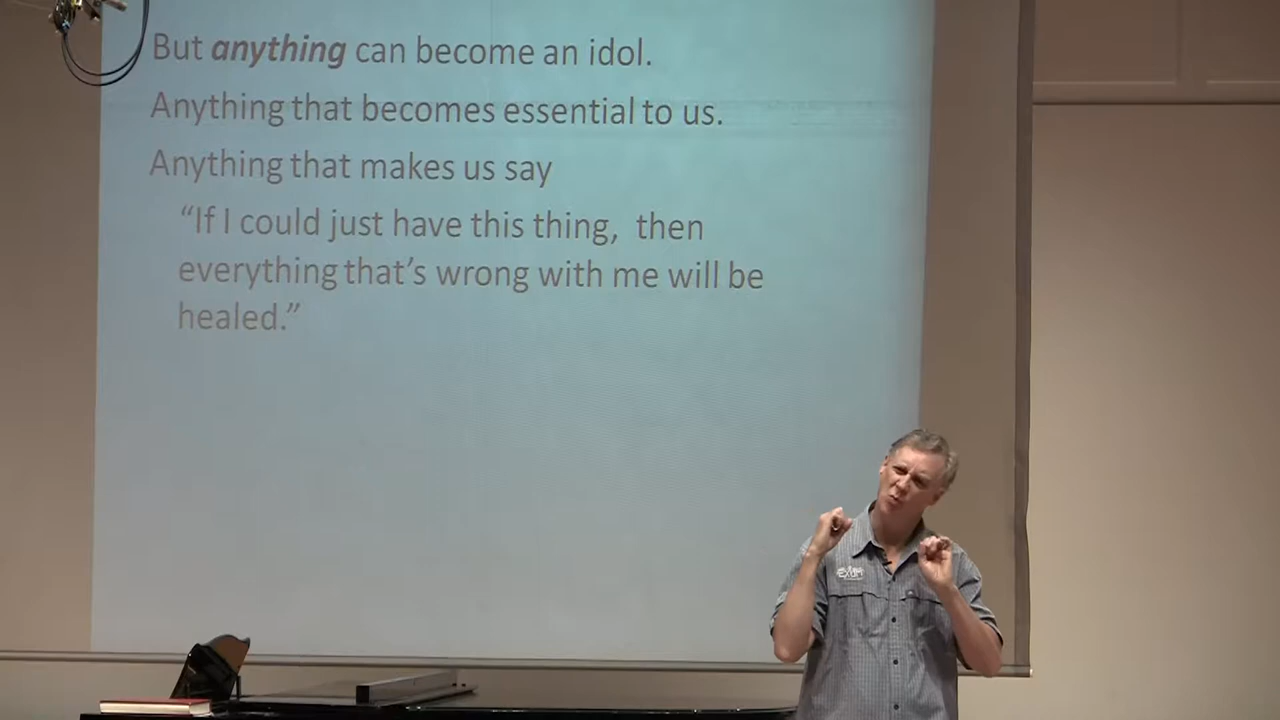 But anything can become an idol.
Anything that becomes essential to us.
Anything that makes us say
“If I could just have this thing, then
everything that’s wrong with me will be
healed.”